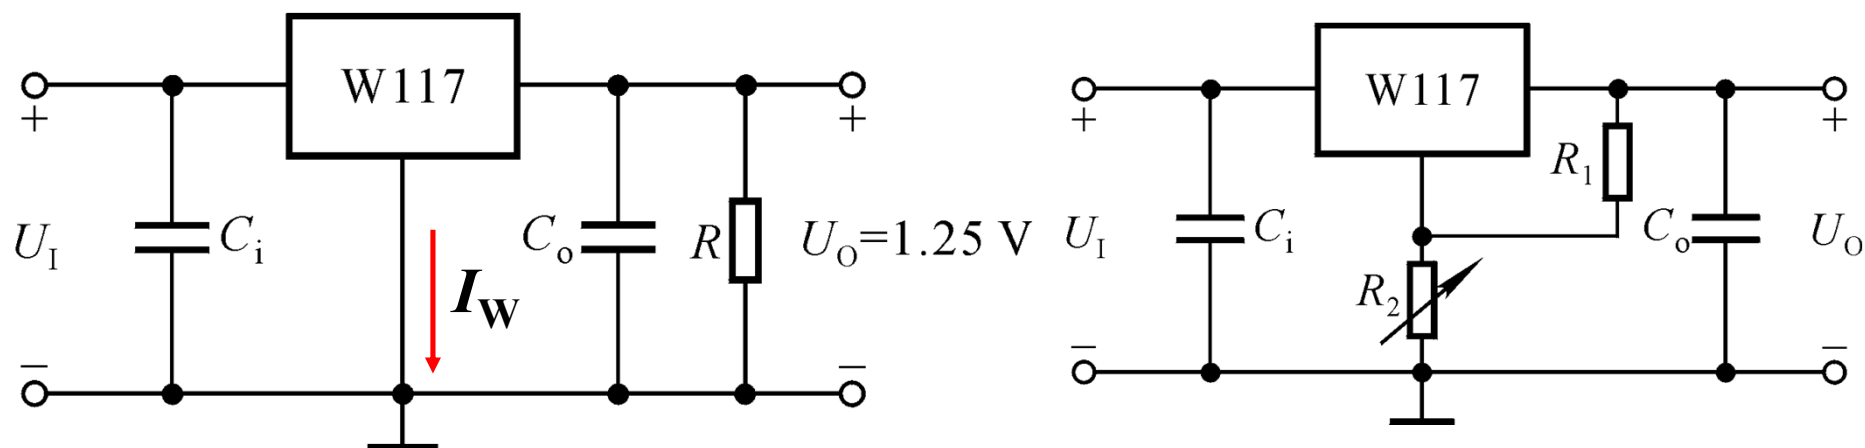 W117
+
+
U_I
C_i
I_W
C_o
R
U_O=1.25 V
−
−
W117
+
+
U_I
C_i
R_1
R_2
C_o
U_O
−
−